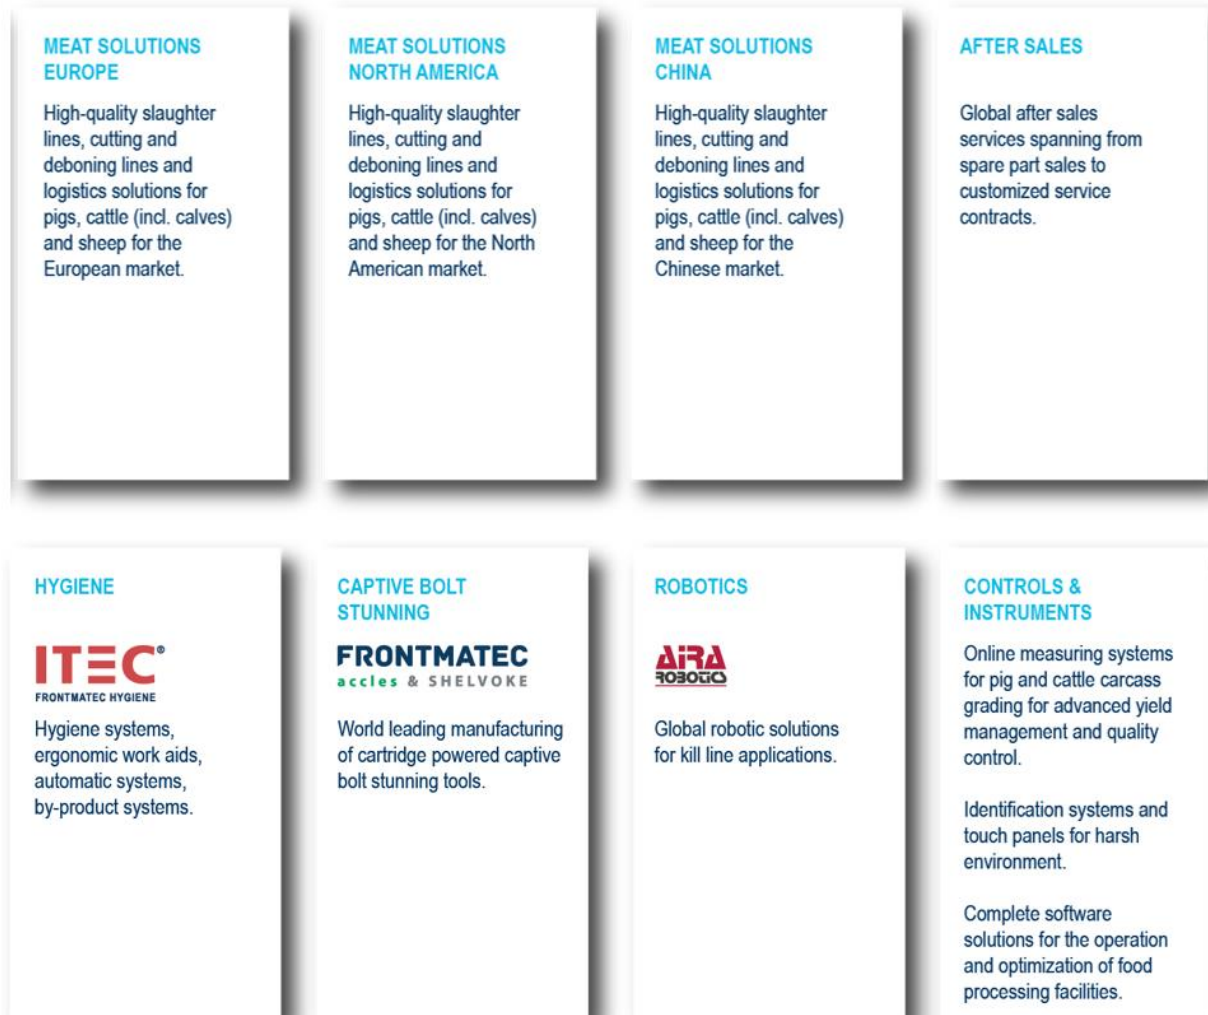 MEAT SOLUTIONS
EUROPE
High-quality slaughter
lines, cutting and
deboning lines and
logistics solutions for
pigs, cattle (incl. calves)
and sheep for the
European market.
MEAT SOLUTIONS
NORTH AMERICA
High-quality slaughter
lines, cutting and
deboning lines and
logistics solutions for
pigs, cattle (incl. calves)
and sheep for the North
American market.
MEAT SOLUTIONS
CHINA
High-quality slaughter
lines, cutting and
deboning lines and
logistics solutions for
pigs, cattle (incl. calves)
and sheep for the
Chinese market.
AFTER SALES
Global after sales
services spanning from
spare part sales to
customized service
contracts.
HYGIENE
ITEC®
FRONTMATEC HYGIENE
Hygiene systems,
ergonomic work aids,
automatic systems,
by-product systems.
CAPTIVE BOLT
STUNNING
FRONTMATEC
accles & SHELVOKE
World leading manufacturing
of cartridge powered captive
bolt stunning tools.
ROBOTICS
AiRA
ROBOTICS
Global robotic solutions
for kill line applications.
CONTROLS &
INSTRUMENTS
Online measuring systems
for pig and cattle carcass
grading for advanced yield
management and quality
control.
Identification systems and
touch panels for harsh
environment.
Complete software
solutions for the operation
and optimization of food
processing facilities.